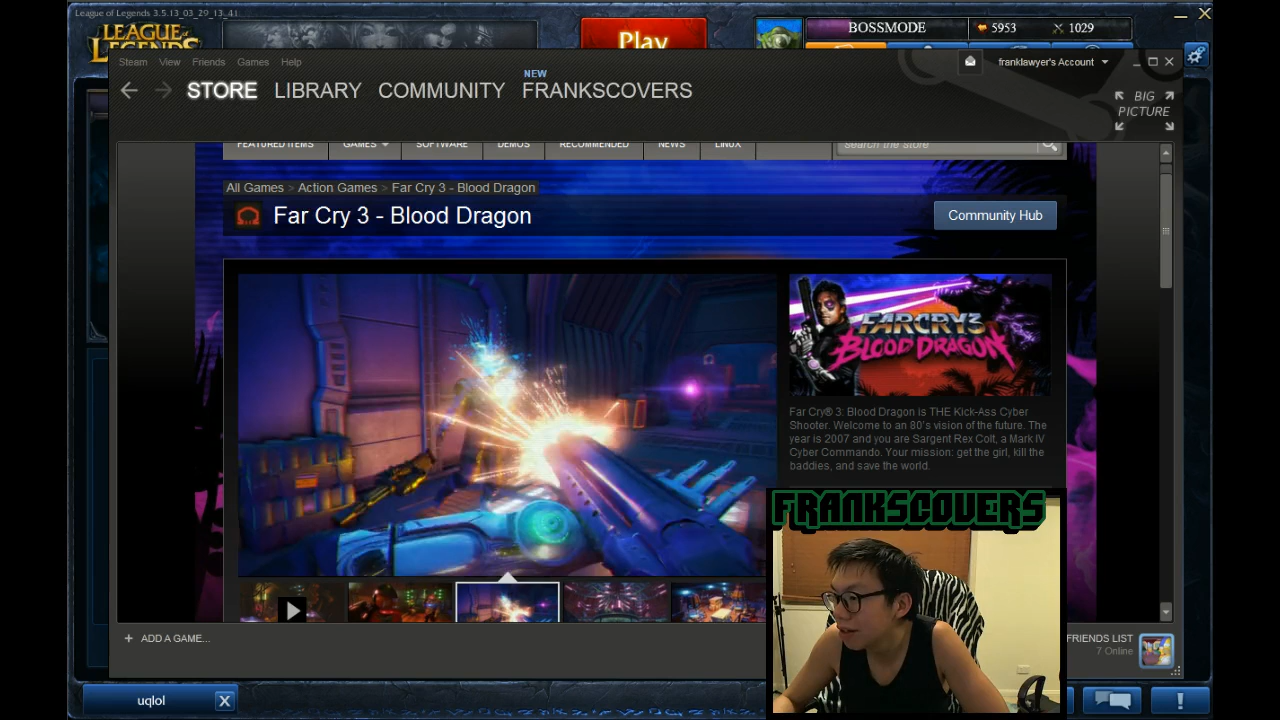 League of Legends 3.5.13_03_29_13_41
LEAGUE OF LEGENDS
Play
BOSSMODE
5953
1029
Steam View Friends Games Help
franklawyer's Account
STORE LIBRARY COMMUNITY FRANKSCOVERS
NEW
BIG PICTURE
FEATURED ITEMS GAMES SOFTWARE DEMOS RECOMMENDED NEWS LINUX
Search the store
All Games > Action Games > Far Cry 3 - Blood Dragon
Far Cry 3 - Blood Dragon
Community Hub
FARCRY3
BLOOD DRAGON
Far Cry® 3: Blood Dragon is THE Kick-Ass Cyber
Shooter. Welcome to an 80's vision of the future. The
year is 2007 and you are Sargent Rex Colt, a Mark IV
Cyber Commando. Your mission: get the girl, kill the
baddies, and save the world.
FRANKSCOVERS
+ ADD A GAME...
FRIENDS LIST
7 Online
uqlol X